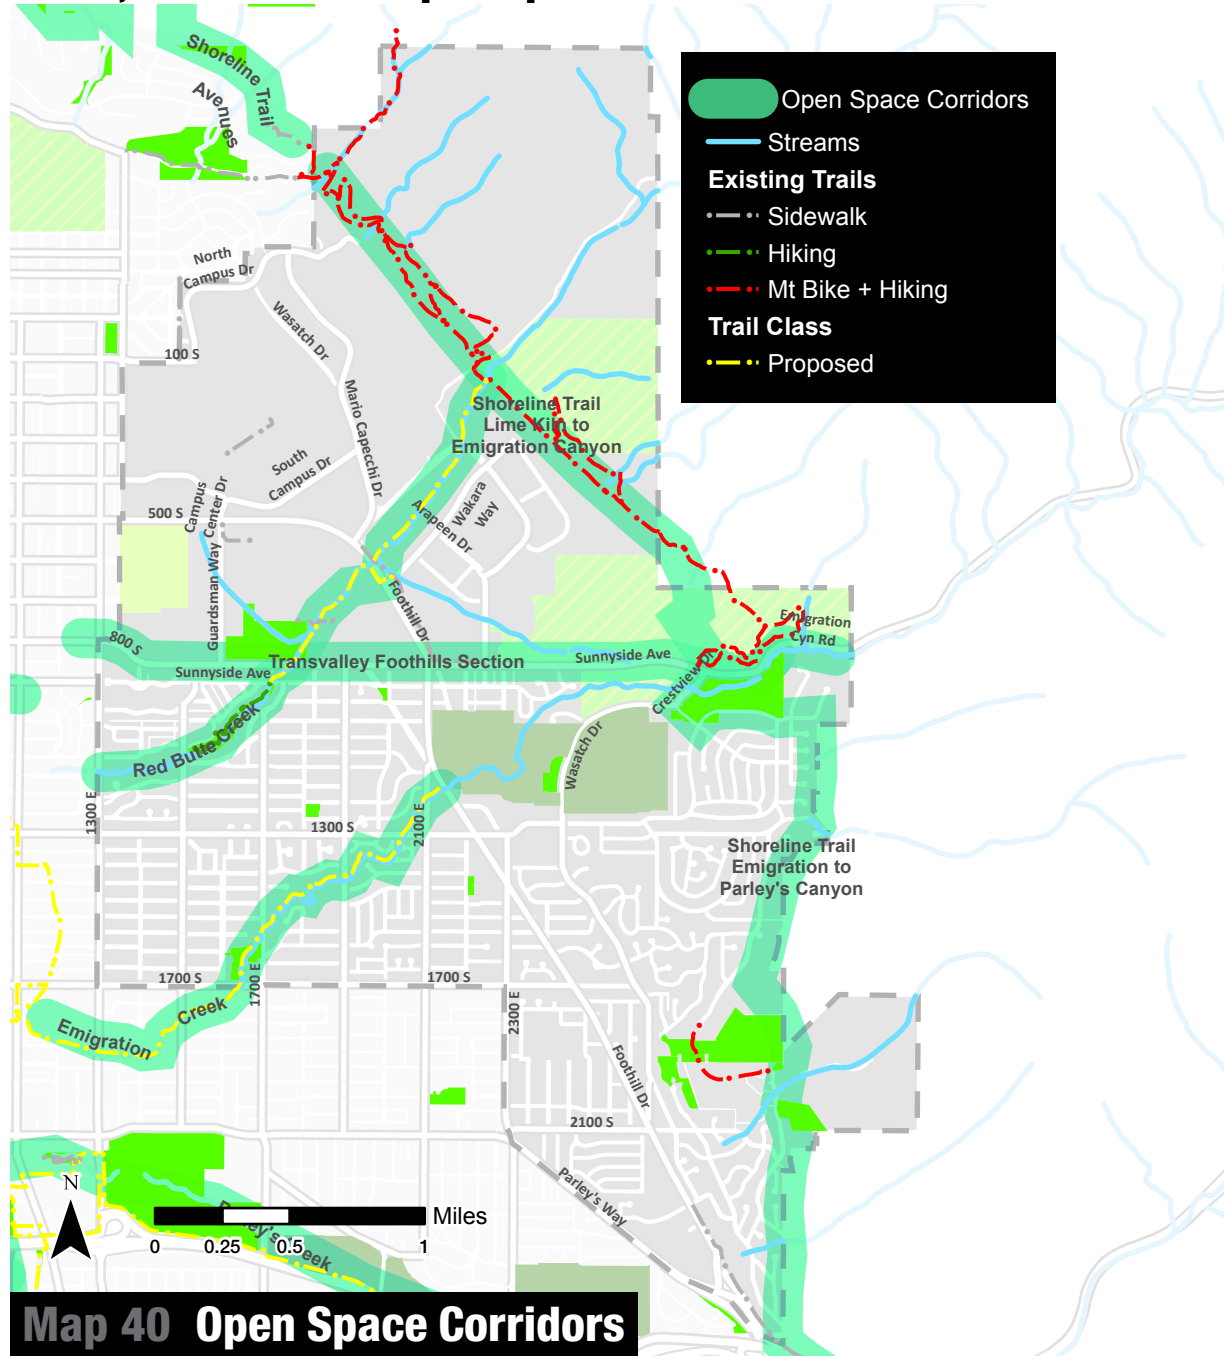 Shoreline Trail
Avenues
Open Space Corridors
Streams
Existing Trails
Sidewalk
Hiking
Mt Bike + Hiking
Trail Class
Proposed
North
Campus Dr
Wasatch Dr
100 S
Mario Capecchi Dr
Shoreline Trail
Lime Kiln to
Emigration Canyon
South
Campus Dr
Campus
Center Dr
500 S
Wakara
Way
Arapeen Dr
Guardsman Way
Foothill Dr
Emigration
Cyn Rd
800 S
Transvalley Foothills Section
Sunnyside Ave
Sunnyside Ave
Crestview Dr
Red Butte Creek
Wasatch Dr
1300 E
1300 S
2100 E
Shoreline Trail
Emigration to
Parley's Canyon
1700 S
1700 E
1700 S
2300 E
Emigration
Creek
Foothill Dr
2100 S
Parley's Way
N
Parley's Creek
Miles
0 0.25 0.5 1
Map 40 Open Space Corridors